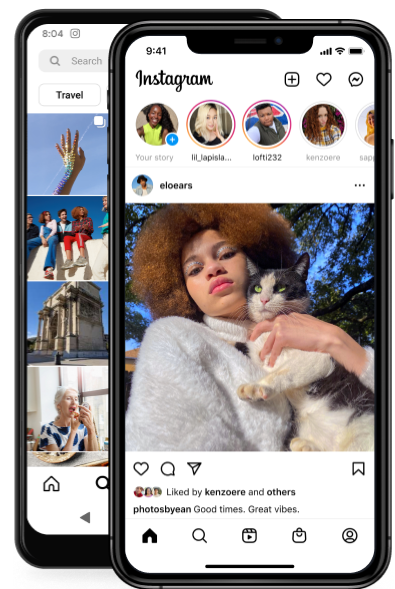 8:04
Search
Travel
9:41
Instagram
Your story
lil_lapisla...
lofti232
kenzoere
sapp
eloears
Liked by kenzoere and others
photosbyean Good times. Great vibes.